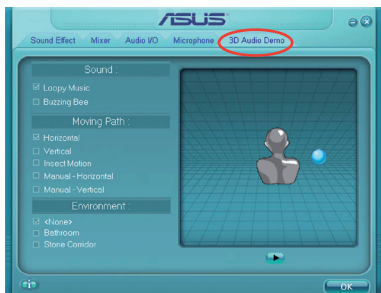 ASUS
Sound Effect Mixer Audio I/O Microphone 3D Audio Demo
Sound :
Loopy Music
Buzzing Bee
Moving Path :
Horizontal
Vertical
Insect Motion
Manual - Horizontal
Manual - Vertical
Environment :
<None>
Bathroom
Stone Corridor
i
OK